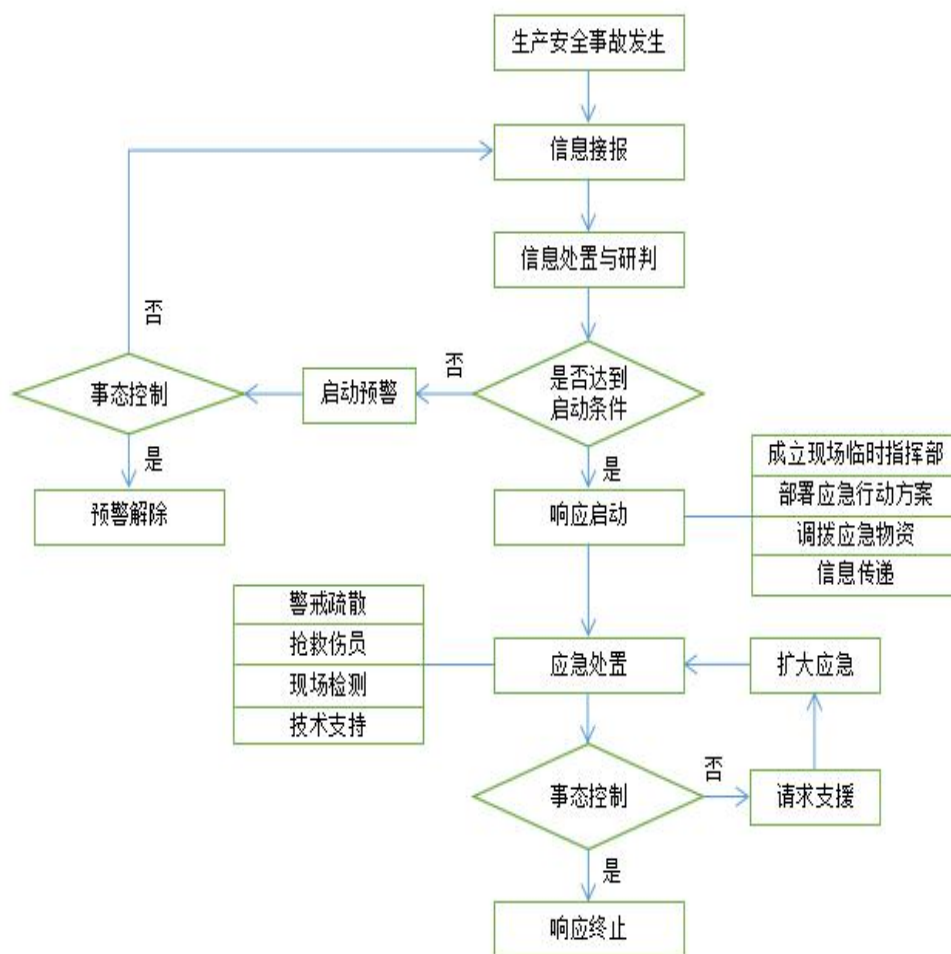 生产安全事故发生
信息接报
信息处置与研判
否
事态控制
启动预警
否
是否达到
启动条件
是
预警解除
是
响应启动
成立现场临时指挥部
部署应急行动方案
调拨应急物资
信息传递
警戒疏散
抢救伤员
现场检测
技术支持
应急处置
扩大应急
事态控制
否
请求支援
是
响应终止